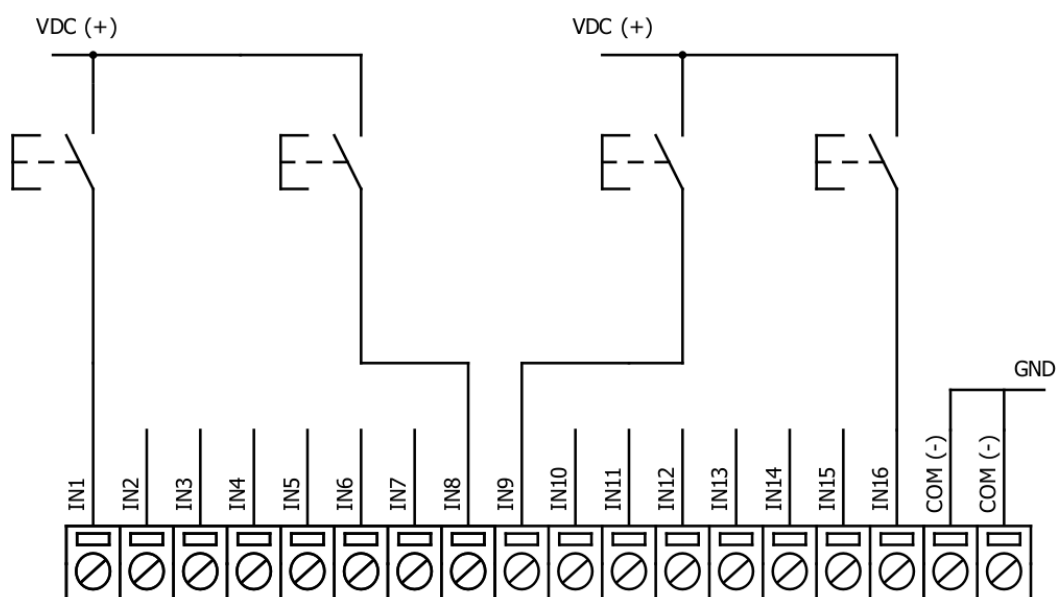 VDC (+)
VDC (+)
GND
IN1
IN2
IN3
IN4
IN5
IN6
IN7
IN8
IN9
IN10
IN11
IN12
IN13
IN14
IN15
IN16
COM (-)
COM (-)